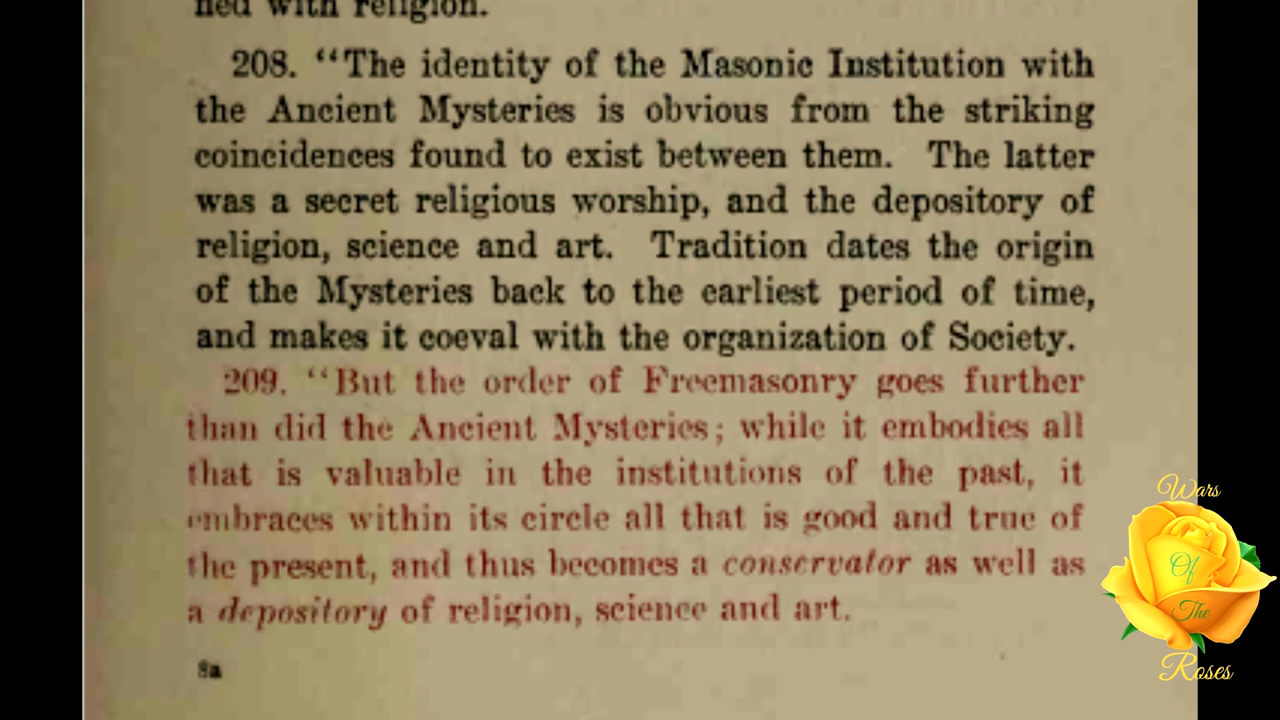 ned with religion.
208. "The identity of the Masonic Institution with
the Ancient Mysteries is obvious from the striking
coincidences found to exist between them. The latter
was a secret religious worship, and the depository of
religion, science and art. Tradition dates the origin
of the Mysteries back to the earliest period of time,
and makes it coeval with the organization of Society.
209. "But the order of Freemasonry goes further
than did the Ancient Mysteries; while it embodies all
that is valuable in the institutions of the past, it
embraces within its circle all that is good and true of
the present, and thus becomes a conservator as well as
a depository of religion, science and art.
8a
Wars
Of
The
Roses